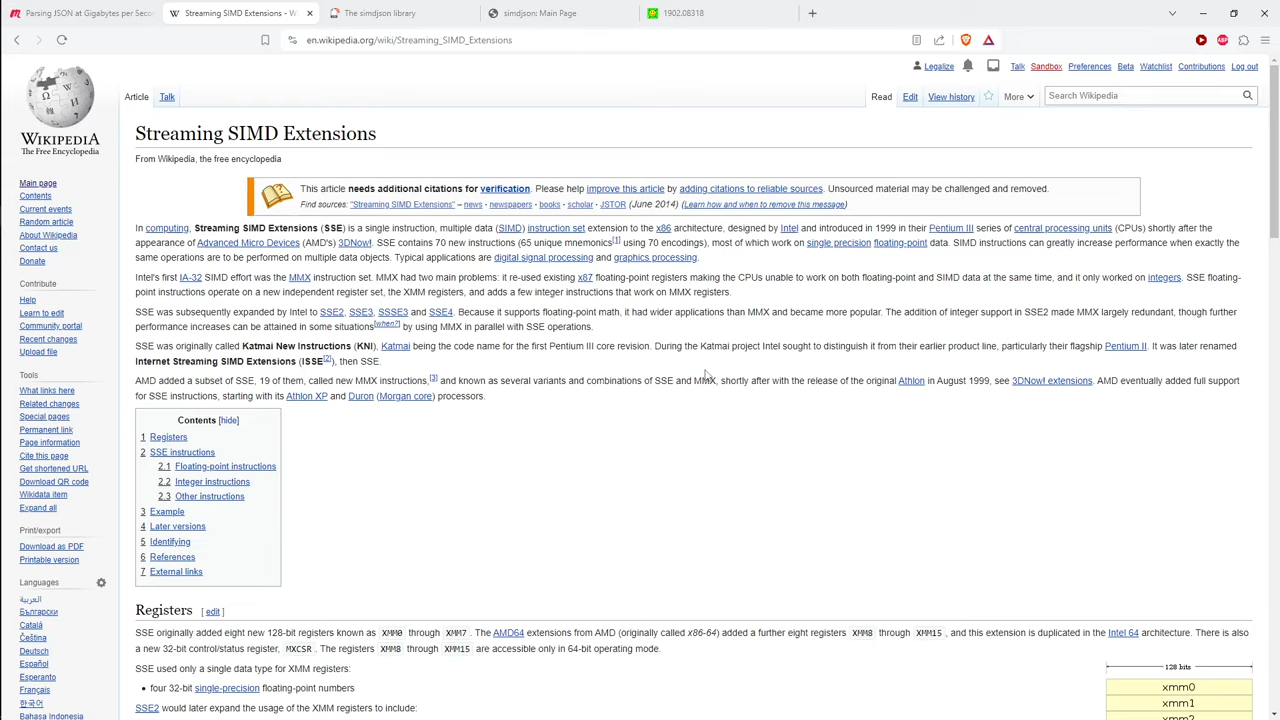 Parsing JSON at Gigabytes per Seco
Streaming SIMD Extensions - W
The simdjson library
simdjson: Main Page
1902.08318
en.wikipedia.org/wiki/Streaming_SIMD_Extensions
Legalize Talk Sandbox Preferences Beta Watchlist Contributions Log out
Article Talk Read Edit View history More Search Wikipedia
WIKIPEDIA
The Free Encyclopedia
Main page
Contents
Current events
Random article
About Wikipedia
Contact us
Donate
Contribute
Help
Learn to edit
Community portal
Recent changes
Upload file
Tools
What links here
Related changes
Special pages
Permanent link
Page information
Cite this page
Get shortened URL
Download QR code
Wikidata item
Expand all
Print/export
Download as PDF
Printable version
Languages
العربية
Български
Català
Čeština
Deutsch
Español
Esperanto
Français
한국어
Bahasa Indonesia
Streaming SIMD Extensions
From Wikipedia, the free encyclopedia
This article needs additional citations for verification. Please help improve this article by adding citations to reliable sources. Unsourced material may be challenged and removed.
Find sources: "Streaming SIMD Extensions" – news · newspapers · books · scholar · JSTOR (June 2014) (Learn how and when to remove this message)
In computing, Streaming SIMD Extensions (SSE) is a single instruction, multiple data (SIMD) instruction set extension to the x86 architecture, designed by Intel and introduced in 1999 in their Pentium III series of central processing units (CPUs) shortly after the
appearance of Advanced Micro Devices (AMD's) 3DNow!. SSE contains 70 new instructions (65 unique mnemonics[1] using 70 encodings), most of which work on single precision floating-point data. SIMD instructions can greatly increase performance when exactly the
same operations are to be performed on multiple data objects. Typical applications are digital signal processing and graphics processing.
Intel's first IA-32 SIMD effort was the MMX instruction set. MMX had two main problems: it re-used existing x87 floating-point registers making the CPUs unable to work on both floating-point and SIMD data at the same time, and it only worked on integers. SSE floating-
point instructions operate on a new independent register set, the XMM registers, and adds a few integer instructions that work on MMX registers.
SSE was subsequently expanded by Intel to SSE2, SSE3, SSSE3 and SSE4. Because it supports floating-point math, it had wider applications than MMX and became more popular. The addition of integer support in SSE2 made MMX largely redundant, though further
performance increases can be attained in some situations[when?] by using MMX in parallel with SSE operations.
SSE was originally called Katmai New Instructions (KNI), Katmai being the code name for the first Pentium III core revision. During the Katmai project Intel sought to distinguish it from their earlier product line, particularly their flagship Pentium II. It was later renamed
Internet Streaming SIMD Extensions (ISSE[2]), then SSE.
AMD added a subset of SSE, 19 of them, called new MMX instructions,[3] and known as several variants and combinations of SSE and MMX, shortly after with the release of the original Athlon in August 1999, see 3DNow! extensions. AMD eventually added full support
for SSE instructions, starting with its Athlon XP and Duron (Morgan core) processors.
Contents [hide]
1 Registers
2 SSE instructions
2.1 Floating-point instructions
2.2 Integer instructions
2.3 Other instructions
3 Example
4 Later versions
5 Identifying
6 References
7 External links
Registers [ edit ]
SSE originally added eight new 128-bit registers known as XMM0 through XMM7. The AMD64 extensions from AMD (originally called x86-64) added a further eight registers XMM8 through XMM15, and this extension is duplicated in the Intel 64 architecture. There is also
a new 32-bit control/status register, MXCSR. The registers XMM8 through XMM15 are accessible only in 64-bit operating mode.
SSE used only a single data type for XMM registers:
• four 32-bit single-precision floating-point numbers
SSE2 would later expand the usage of the XMM registers to include:
128 bits
xmm0
xmm1
xmm2